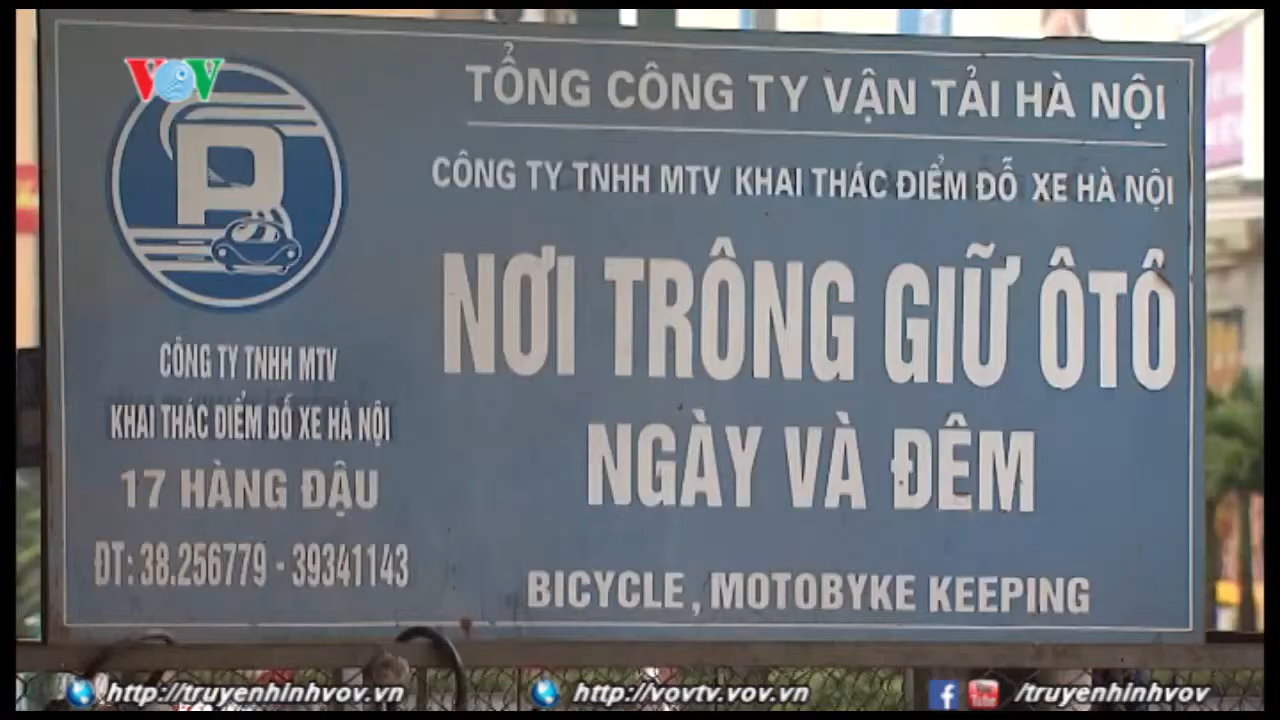 VOV
P
TỔNG CÔNG TY VẬN TẢI HÀ NỘI
CÔNG TY TNHH MTV KHAI THÁC ĐIỂM ĐỖ XE HÀ NỘI
NƠI TRÔNG GIỮ ÔTÔ
NGÀY VÀ ĐÊM
BICYCLE, MOTOBYKE KEEPING
CÔNG TY TNHH MTV
KHAI THÁC ĐIỂM ĐỖ XE HÀ NỘI
17 HÀNG ĐẬU
ĐT: 38.256779 - 39341143
http://truyenhinhvov.vn
http://vovtv.vov.vn
f YouTube /truyenhinhvov